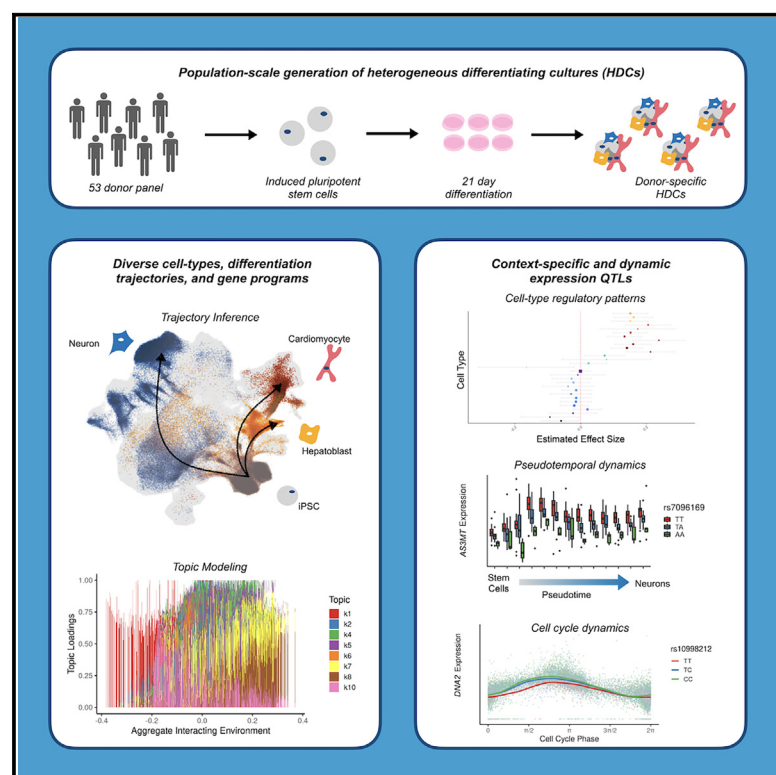 Population-scale generation of heterogeneous differentiating cultures (HDCs)
53 donor panel
Induced pluripotent
stem cells
21 day
differentiation
Donor-specific
HDCs
Diverse cell-types, differentiation
trajectories, and gene programs
Trajectory Inference
Neuron
Cardiomyocyte
Hepatoblast
iPSC
Topic Modeling
Topic Loadings
1.00
0.75
0.50
0.25
0.00
-0.4
-0.2
0.0
0.2
0.4
Aggregate Interacting Environment
Topic
k1
k2
k4
k5
k6
k7
k8
k10
Context-specific and dynamic
expression QTLs
Cell-type regulatory patterns
Cell Type
Estimated Effect Size
Pseudotemporal dynamics
AS3MT Expression
rs7096169
TT
TA
AA
Stem
Cells
Neurons
Pseudotime
Cell cycle dynamics
DNA2 Expression
rs10998212
TT
TC
CC
0
π/2
π
3π/2
2π
Cell Cycle Phase